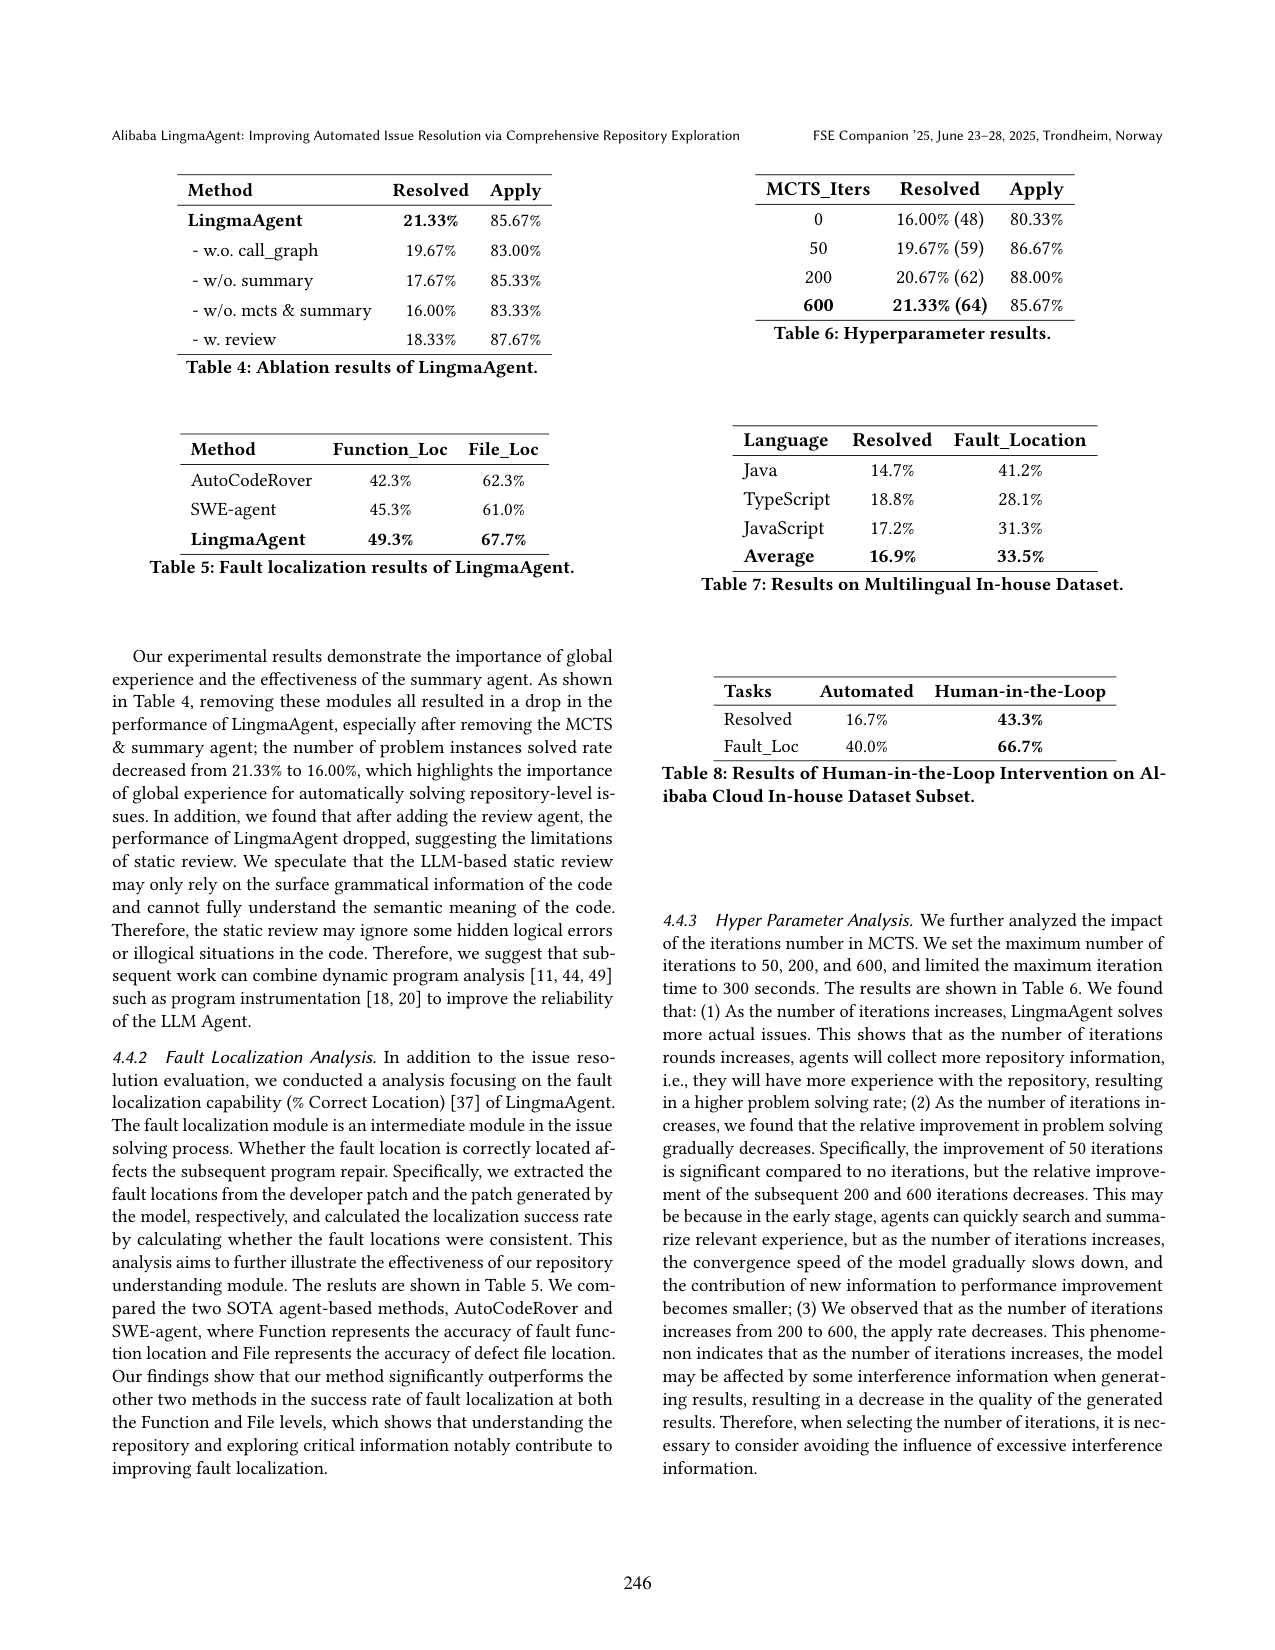 Alibaba LingmaAgent: Improving Automated Issue Resolution via Comprehensive Repository Exploration
FSE Companion ’25, June 23–28, 2025, Trondheim, Norway
Method Resolved Apply
LingmaAgent 21.33% 85.67%
- w.o. call_graph 19.67% 83.00%
- w/o. summary 17.67% 85.33%
- w/o. mcts & summary 16.00% 83.33%
- w. review 18.33% 87.67%
Table 4: Ablation results of LingmaAgent.
Method Function_Loc File_Loc
AutoCodeRover 42.3% 62.3%
SWE-agent 45.3% 61.0%
LingmaAgent 49.3% 67.7%
Table 5: Fault localization results of LingmaAgent.
Our experimental results demonstrate the importance of global
experience and the effectiveness of the summary agent. As shown
in Table 4, removing these modules all resulted in a drop in the
performance of LingmaAgent, especially after removing the MCTS
& summary agent; the number of problem instances solved rate
decreased from 21.33% to 16.00%, which highlights the importance
of global experience for automatically solving repository-level is-
sues. In addition, we found that after adding the review agent, the
performance of LingmaAgent dropped, suggesting the limitations
of static review. We speculate that the LLM-based static review
may only rely on the surface grammatical information of the code
and cannot fully understand the semantic meaning of the code.
Therefore, the static review may ignore some hidden logical errors
or illogical situations in the code. Therefore, we suggest that sub-
sequent work can combine dynamic program analysis [11, 44, 49]
such as program instrumentation [18, 20] to improve the reliability
of the LLM Agent.
4.4.2 Fault Localization Analysis. In addition to the issue reso-
lution evaluation, we conducted a analysis focusing on the fault
localization capability (% Correct Location) [37] of LingmaAgent.
The fault localization module is an intermediate module in the issue
solving process. Whether the fault location is correctly located af-
fects the subsequent program repair. Specifically, we extracted the
fault locations from the developer patch and the patch generated by
the model, respectively, and calculated the localization success rate
by calculating whether the fault locations were consistent. This
analysis aims to further illustrate the effectiveness of our repository
understanding module. The resluts are shown in Table 5. We com-
pared the two SOTA agent-based methods, AutoCodeRover and
SWE-agent, where Function represents the accuracy of fault func-
tion location and File represents the accuracy of defect file location.
Our findings show that our method significantly outperforms the
other two methods in the success rate of fault localization at both
the Function and File levels, which shows that understanding the
repository and exploring critical information notably contribute to
improving fault localization.
MCTS_Iters Resolved Apply
0 16.00% (48) 80.33%
50 19.67% (59) 86.67%
200 20.67% (62) 88.00%
600 21.33% (64) 85.67%
Table 6: Hyperparameter results.
Language Resolved Fault_Location
Java 14.7% 41.2%
TypeScript 18.8% 28.1%
JavaScript 17.2% 31.3%
Average 16.9% 33.5%
Table 7: Results on Multilingual In-house Dataset.
Tasks Automated Human-in-the-Loop
Resolved 16.7% 43.3%
Fault_Loc 40.0% 66.7%
Table 8: Results of Human-in-the-Loop Intervention on Al-
ibaba Cloud In-house Dataset Subset.
4.4.3 Hyper Parameter Analysis. We further analyzed the impact
of the iterations number in MCTS. We set the maximum number of
iterations to 50, 200, and 600, and limited the maximum iteration
time to 300 seconds. The results are shown in Table 6. We found
that: (1) As the number of iterations increases, LingmaAgent solves
more actual issues. This shows that as the number of iterations
rounds increases, agents will collect more repository information,
i.e., they will have more experience with the repository, resulting
in a higher problem solving rate; (2) As the number of iterations in-
creases, we found that the relative improvement in problem solving
gradually decreases. Specifically, the improvement of 50 iterations
is significant compared to no iterations, but the relative improve-
ment of the subsequent 200 and 600 iterations decreases. This may
be because in the early stage, agents can quickly search and summa-
rize relevant experience, but as the number of iterations increases,
the convergence speed of the model gradually slows down, and
the contribution of new information to performance improvement
becomes smaller; (3) We observed that as the number of iterations
increases from 200 to 600, the apply rate decreases. This phenome-
non indicates that as the number of iterations increases, the model
may be affected by some interference information when generat-
ing results, resulting in a decrease in the quality of the generated
results. Therefore, when selecting the number of iterations, it is nec-
essary to consider avoiding the influence of excessive interference
information.
246